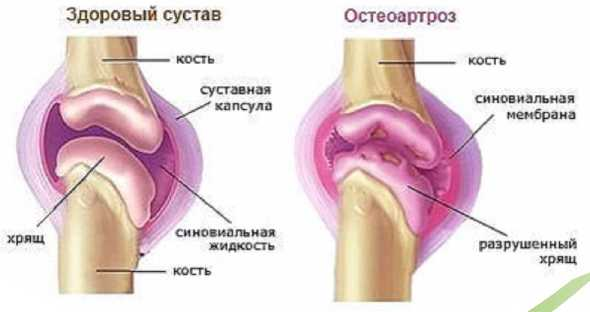 Здоровый сустав
кость
суставная
капсула
хрящ
синовиальная
жидкость
кость
Остеоартроз
кость
синовиальная
мембрана
разрушенный
хрящ